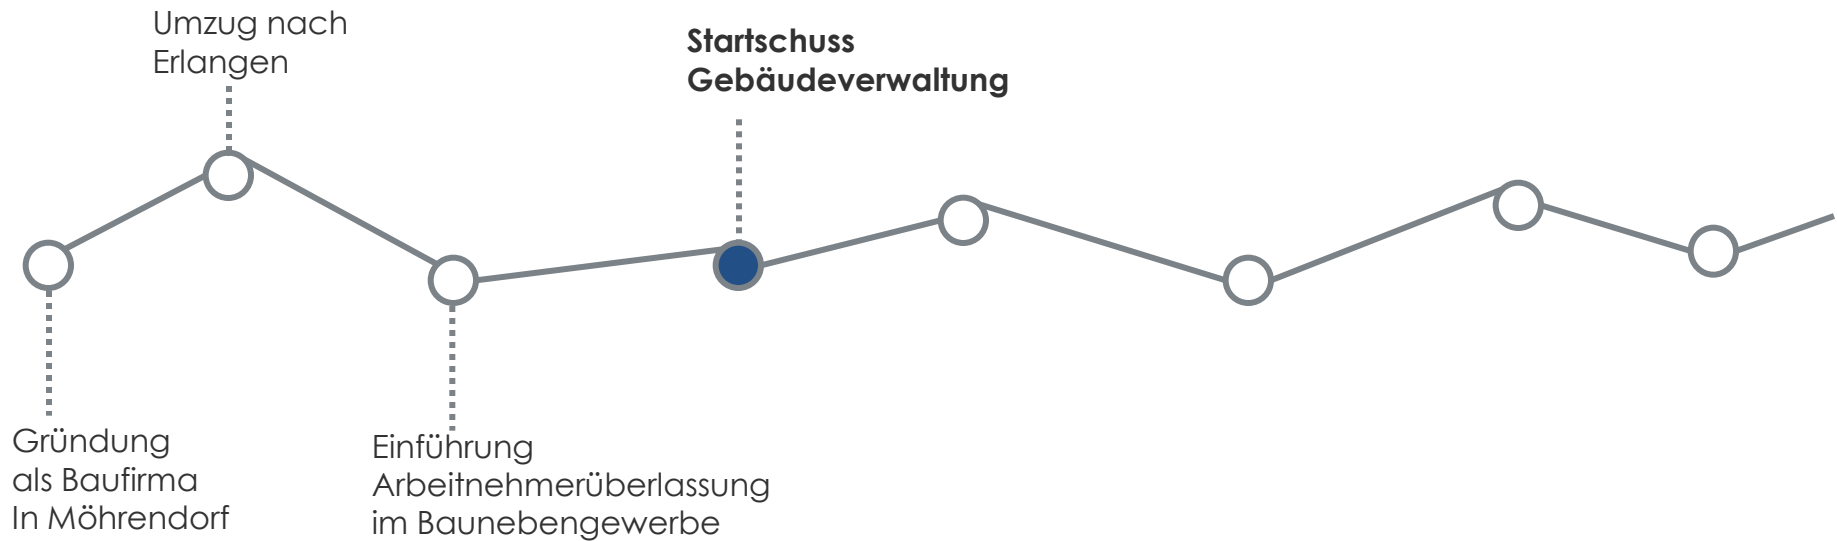 Umzug nach
Erlangen
Startschuss
Gebäudeverwaltung
Gründung
als Baufirma
In Möhrendorf
Einführung
Arbeitnehmerüberlassung
im Baunebengewerbe